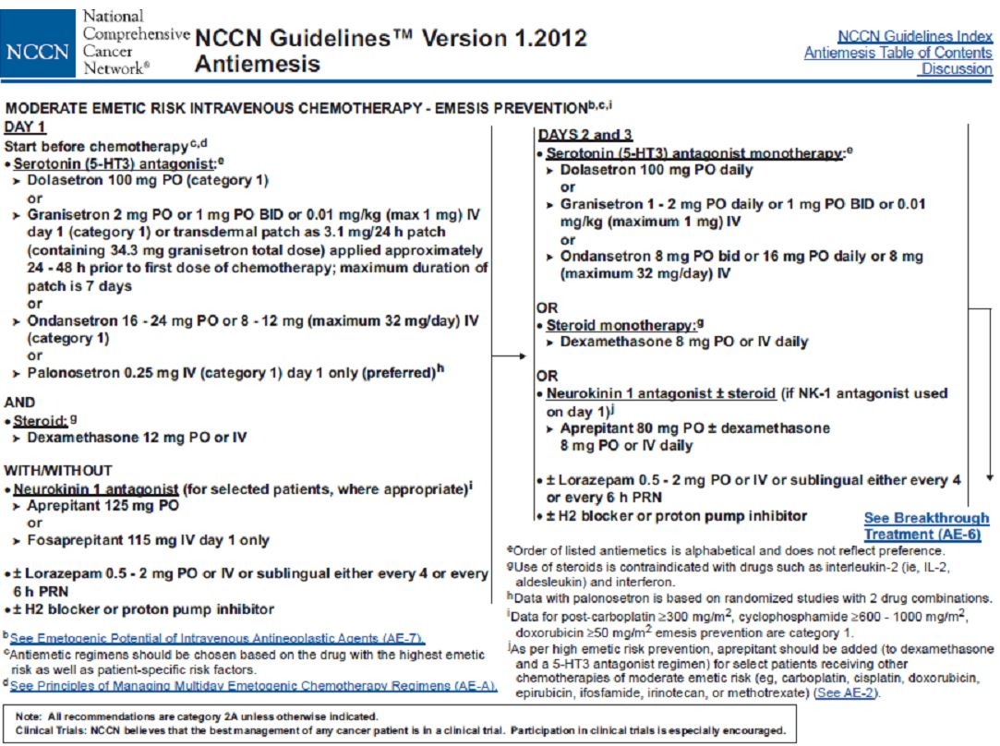 NCCN
National
Comprehensive
Cancer
Network®
NCCN Guidelines™ Version 1.2012
Antiemesis
NCCN Guidelines Index
Antiemesis Table of Contents
Discussion
MODERATE EMETIC RISK INTRAVENOUS CHEMOTHERAPY - EMESIS PREVENTIONb,c,i
DAY 1
Start before chemotherapyc,d
• Serotonin (5-HT3) antagonist:e
➤ Dolasetron 100 mg PO (category 1)
or
➤ Granisetron 2 mg PO or 1 mg PO BID or 0.01 mg/kg (max 1 mg) IV
day 1 (category 1) or transdermal patch as 3.1 mg/24 h patch
(containing 34.3 mg granisetron total dose) applied approximately
24 - 48 h prior to first dose of chemotherapy; maximum duration of
patch is 7 days
or
➤ Ondansetron 16 - 24 mg PO or 8 - 12 mg (maximum 32 mg/day) IV
(category 1)
or
➤ Palonosetron 0.25 mg IV (category 1) day 1 only (preferred)h
AND
• Steroid: g
➤ Dexamethasone 12 mg PO or IV
WITH/WITHOUT
• Neurokinin 1 antagonist (for selected patients, where appropriate)i
➤ Aprepitant 125 mg PO
or
➤ Fosaprepitant 115 mg IV day 1 only
• ± Lorazepam 0.5 - 2 mg PO or IV or sublingual either every 4 or every
6 h PRN
• ± H2 blocker or proton pump inhibitor
DAYS 2 and 3
• Serotonin (5-HT3) antagonist monotherapy:e
➤ Dolasetron 100 mg PO daily
or
➤ Granisetron 1 - 2 mg PO daily or 1 mg PO BID or 0.01
mg/kg (maximum 1 mg) IV
or
➤ Ondansetron 8 mg PO bid or 16 mg PO daily or 8 mg
(maximum 32 mg/day) IV
OR
• Steroid monotherapy:g
➤ Dexamethasone 8 mg PO or IV daily
OR
• Neurokinin 1 antagonist ± steroid (if NK-1 antagonist used
on day 1)j
➤ Aprepitant 80 mg PO ± dexamethasone
8 mg PO or IV daily
• ± Lorazepam 0.5 - 2 mg PO or IV or sublingual either every 4
or every 6 h PRN
• ± H2 blocker or proton pump inhibitor
See Breakthrough
Treatment (AE-6)
b See Emetogenic Potential of Intravenous Antineoplastic Agents (AE-7).
cAntiemetic regimens should be chosen based on the drug with the highest emetic
risk as well as patient-specific risk factors.
d See Principles of Managing Multiday Emetogenic Chemotherapy Regimens (AE-A).
eOrder of listed antiemetics is alphabetical and does not reflect preference.
gUse of steroids is contraindicated with drugs such as interleukin-2 (ie, IL-2,
aldesleukin) and interferon.
hData with palonosetron is based on randomized studies with 2 drug combinations.
iData for post-carboplatin ≥300 mg/m2, cyclophosphamide ≥600 - 1000 mg/m2,
doxorubicin ≥50 mg/m2 emesis prevention are category 1.
jAs per high emetic risk prevention, aprepitant should be added (to dexamethasone
and a 5-HT3 antagonist regimen) for select patients receiving other
chemotherapies of moderate emetic risk (eg, carboplatin, cisplatin, doxorubicin,
epirubicin, ifosfamide, irinotecan, or methotrexate) (See AE-2).
Note: All recommendations are category 2A unless otherwise indicated.
Clinical Trials: NCCN believes that the best management of any cancer patient is in a clinical trial. Participation in clinical trials is especially encouraged.